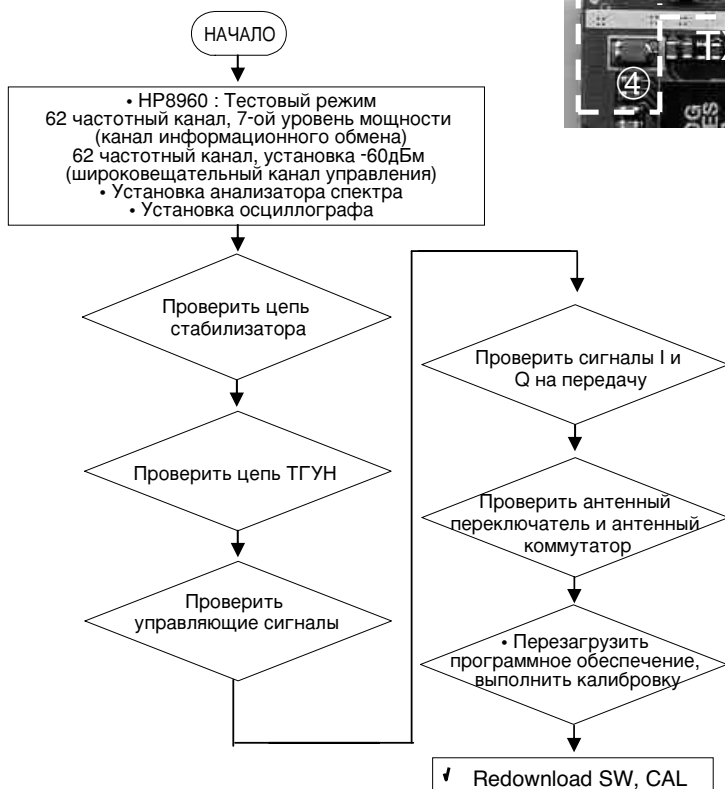 НАЧАЛО
• HP8960 : Тестовый режим
62 частотный канал, 7-ой уровень мощности
(канал информационного обмена)
62 частотный канал, установка -60дБм
(широковещательный канал управления)
• Установка анализатора спектра
• Установка осциллографа
Проверить цепь
стабилизатора
Проверить цепь ТГУН
Проверить
управляющие сигналы
Проверить сигналы I и
Q на передачу
Проверить антенный
переключатель и антенный
коммутатор
• Перезагрузить
программное обеспечение,
выполнить калибровку
✓ Redownload SW, CAL
TX
④